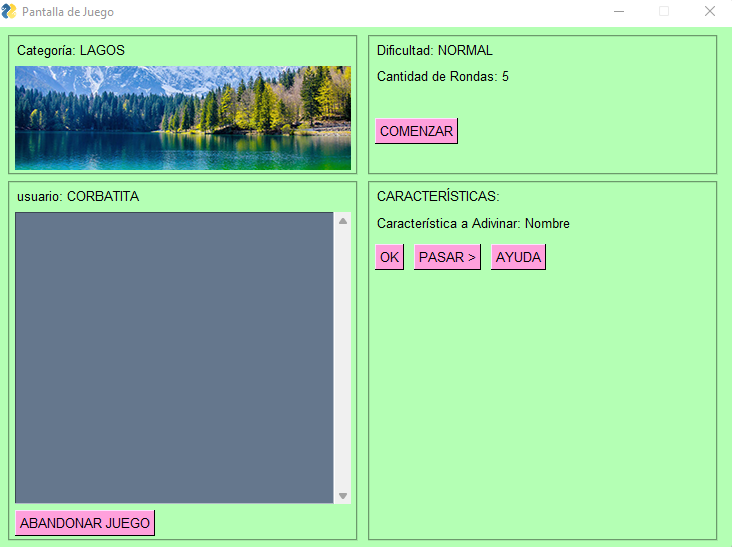 Pantalla de Juego
Categoría: LAGOS
Dificultad: NORMAL
Cantidad de Rondas: 5
COMENZAR
usuario: CORBATITA
ABANDONAR JUEGO
CARACTERÍSTICAS:
Característica a Adivinar: Nombre
OK PASAR > AYUDA